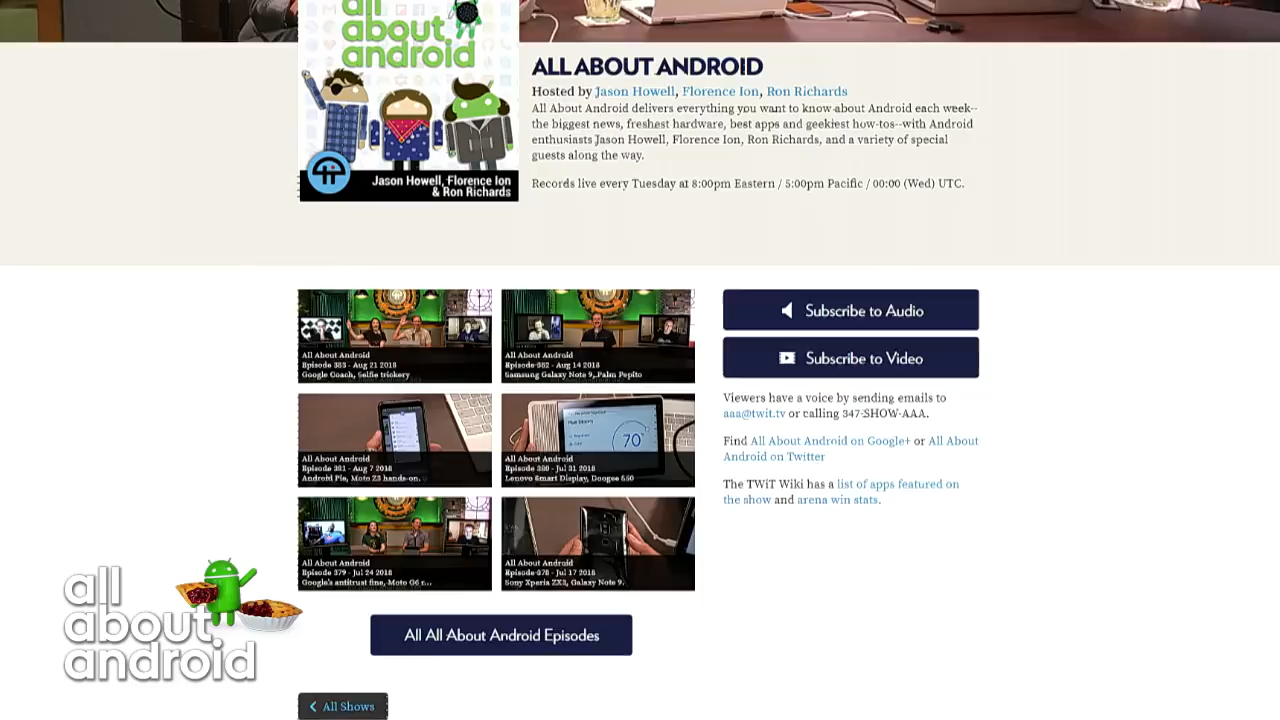 all
about
android
Jason Howell, Florence Ion
& Ron Richards
ALL ABOUT ANDROID
Hosted by Jason Howell, Florence Ion, Ron Richards
All About Android delivers everything you want to know about Android each week--
the biggest news, freshest hardware, best apps and geekiest how-tos--with Android
enthusiasts Jason Howell, Florence Ion, Ron Richards, and a variety of special
guests along the way.
Records live every Tuesday at 8:00pm Eastern / 5:00pm Pacific / 00:00 (Wed) UTC.
All About Android
Episode 383 - Aug 21 2018
Google Coach, Selfie trickery
All About Android
Episode 382 - Aug 14 2018
Samsung Galaxy Note 9, Palm Pepito
All About Android
Episode 381 - Aug 7 2018
Android Pie, Moto Z3 hands-on.
70°
All About Android
Episode 380 - Jul 31 2018
Lenovo Smart Display, Doogee S50
All About Android
Episode 379 - Jul 24 2018
Google's antitrust fine, Moto G6 r...
All About Android
Episode 378 - Jul 17 2018
Sony Xperia ZX3, Galaxy Note 9.
All All About Android Episodes
Subscribe to Audio
Subscribe to Video
Viewers have a voice by sending emails to
aaa@twit.tv or calling 347-SHOW-AAA.
Find All About Android on Google+ or All About
Android on Twitter
The TWiT Wiki has a list of apps featured on
the show and arena win stats.
all
about
android
All Shows